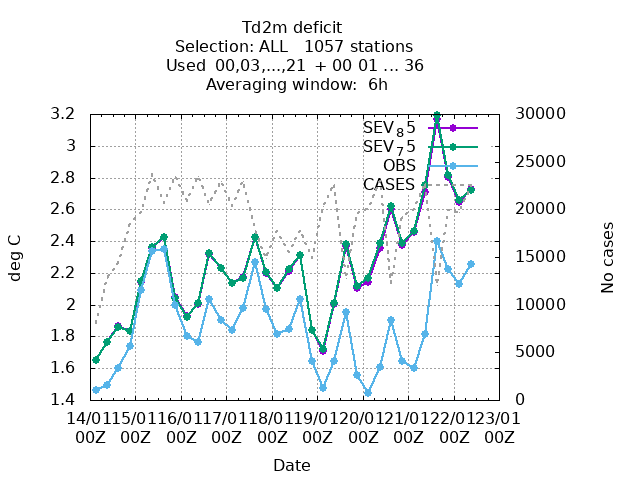 Td2m deficit
Selection: ALL   1057 stations
Used  00,03,...,21  + 00 01 ... 36
Averaging window:  6h
3.2
3
2.8
2.6
2.4
2.2
2
1.8
1.6
1.4
30000
25000
20000
15000
10000
5000
0
deg C
No cases
SEV₈5
SEV₇5
OBS
CASES
14/01 15/01 16/01 17/01 18/01 19/01 20/01 21/01 22/01 23/01
00Z 00Z 00Z 00Z 00Z 00Z 00Z 00Z 00Z 00Z
Date